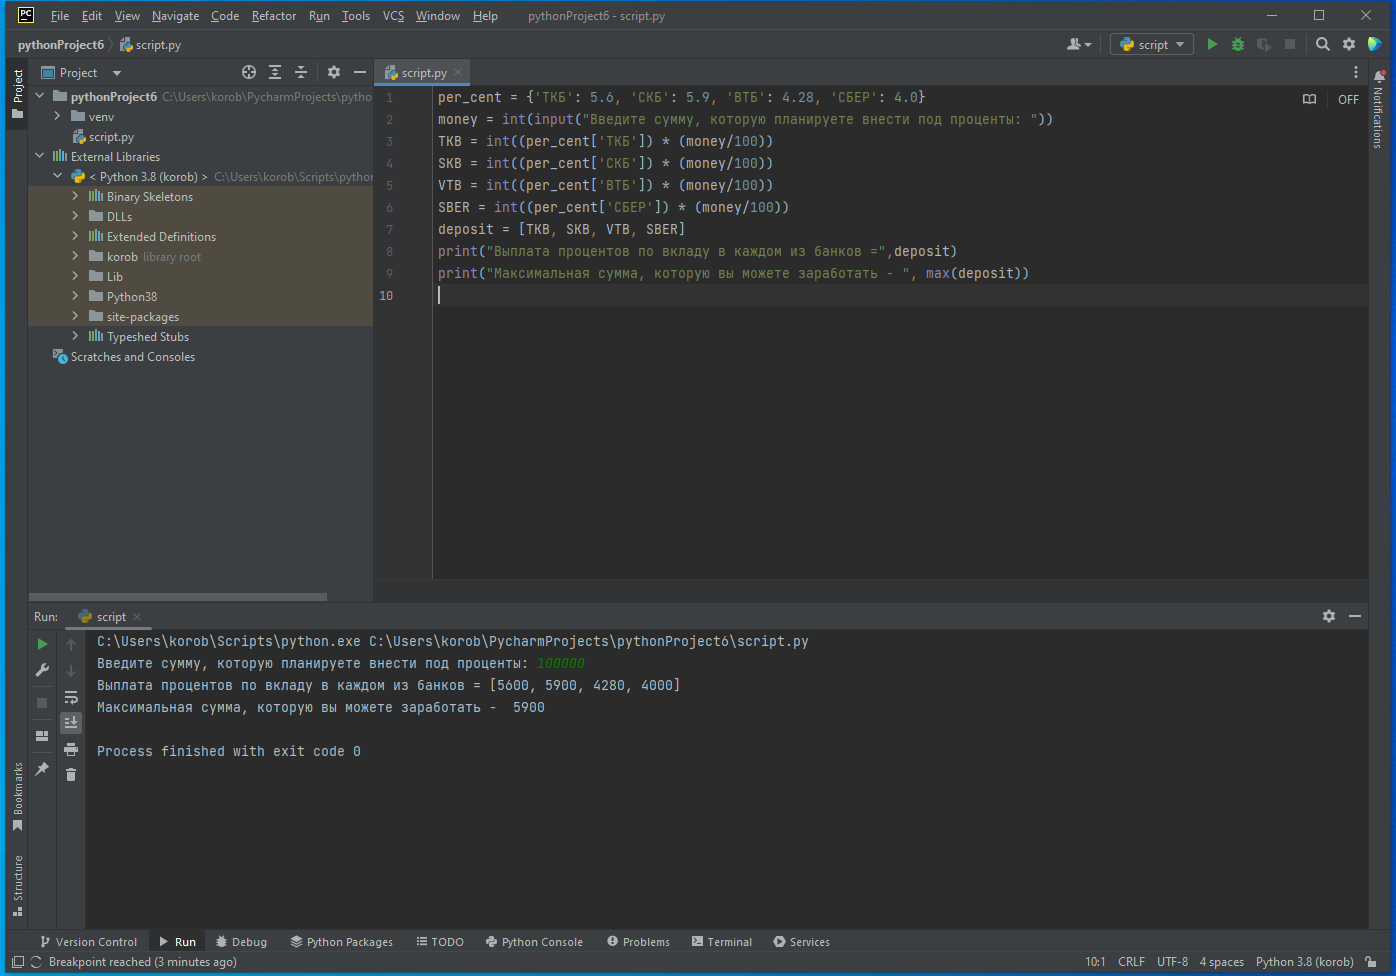 PC File Edit View Navigate Code Refactor Run Tools VCS Window Help pythonProject6 - script.py
pythonProject6 script.py script
Project
Project
pythonProject6 C:\Users\korob\PycharmProjects\pytho
venv
script.py
External Libraries
< Python 3.8 (korob) > C:\Users\korob\Scripts\python
Binary Skeletons
DLLs
Extended Definitions
korob library root
Lib
Python38
site-packages
Typeshed Stubs
Scratches and Consoles
script.py
OFF
Notifications
1 per_cent = {'ТКБ': 5.6, 'СКБ': 5.9, 'ВТБ': 4.28, 'СБЕР': 4.0}
2 money = int(input("Введите сумму, которую планируете внести под проценты: "))
3 TKB = int((per_cent['ТКБ']) * (money/100))
4 SKB = int((per_cent['СКБ']) * (money/100))
5 VTB = int((per_cent['ВТБ']) * (money/100))
6 SBER = int((per_cent['СБЕР']) * (money/100))
7 deposit = [TKB, SKB, VTB, SBER]
8 print("Выплата процентов по вкладу в каждом из банков =",deposit)
9 print("Максимальная сумма, которую вы можете заработать - ", max(deposit))
10
Run: script
C:\Users\korob\Scripts\python.exe C:\Users\korob\PycharmProjects\pythonProject6\script.py
Введите сумму, которую планируете внести под проценты: 100000
Выплата процентов по вкладу в каждом из банков = [5600, 5900, 4280, 4000]
Максимальная сумма, которую вы можете заработать -  5900
Process finished with exit code 0
Bookmarks
Structure
Version Control Run Debug Python Packages TODO Python Console Problems Terminal Services
Breakpoint reached (3 minutes ago) 10:1 CRLF UTF-8 4 spaces Python 3.8 (korob)